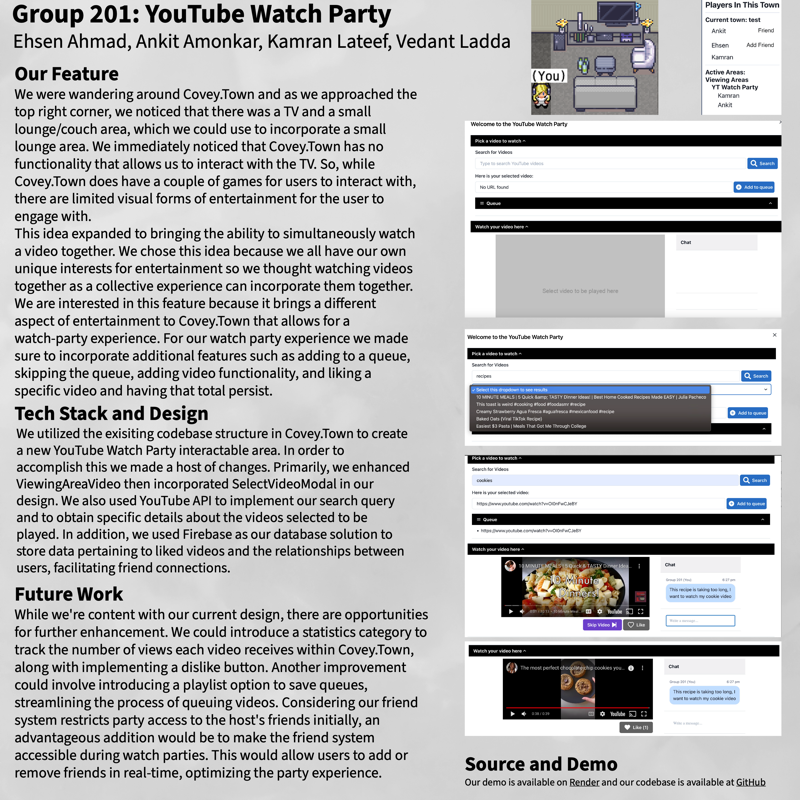 Group 201: YouTube Watch Party
Ehsen Ahmad, Ankit Amonkar, Kamran Lateef, Vedant Ladda
Our Feature
We were wandering around Covey.Town and as we approached the
top right corner, we noticed that there was a TV and a small
lounge/couch area, which we could use to incorporate a small
lounge area. We immediately noticed that Covey.Town has no
functionality that allows us to interact with the TV. So, while
Covey.Town does have a couple of games for users to interact with,
there are limited visual forms of entertainment for the user to
engage with.
This idea expanded to bringing the ability to simultaneously watch
a video together. We chose this idea because we all have our own
unique interests for entertainment so we thought watching videos
together as a collective experience can incorporate them together.
We are interested in this feature because it brings a different
aspect of entertainment to Covey.Town that allows for a
watch-party experience. For our watch party experience we made
sure to incorporate additional features such as adding to a queue,
skipping the queue, adding video functionality, and liking a
specific video and having that total persist.
Tech Stack and Design
We utilized the exisiting codebase structure in Covey.Town to create
a new YouTube Watch Party interactable area. In order to
accomplish this we made a host of changes. Primarily, we enhanced
ViewingAreaVideo then incorporated SelectVideoModal in our
design. We also used YouTube API to implement our search query
and to obtain specific details about the videos selected to be
played. In addition, we used Firebase as our database solution to
store data pertaining to liked videos and the relationships between
users, facilitating friend connections.
Future Work
While we're content with our current design, there are opportunities
for further enhancement. We could introduce a statistics category to
track the number of views each video receives within Covey.Town,
along with implementing a dislike button. Another improvement
could involve introducing a playlist option to save queues,
streamlining the process of queuing videos. Considering our friend
system restricts party access to the host's friends initially, an
advantageous addition would be to make the friend system
accessible during watch parties. This would allow users to add or
remove friends in real-time, optimizing the party experience.
(You)
Players In This Town
Current town: test
Ankit Friend
Ehsen Add Friend
Kamran
Active Areas:
Viewing Areas
YT Watch Party
Kamran
Ankit
Welcome to the YouTube Watch Party
Pick a video to watch
Search for Videos
Type to search YouTube videos
Search
Here is your selected video:
No URL found
Add to queue
Queue
Watch your video here
Select video to be played here
Chat
Welcome to the YouTube Watch Party
Pick a video to watch
Search for Videos
recipes
Search
Select this dropdown to see results
10 MINUTE MEALS | 5 Quick &amp; TASTY Dinner Ideas | Best Home Cooked Recipes Made EASY | Julia Pacheco
This roast is weird #cooking #food #foodasmr #recipe
Creamy Strawberry Agua Fresca #aguafresca #mexicanfood #recipe
Baked Oats (Viral TikTok Recipe)
Easiest $3 Pasta | Meals That Got Me Through College
Add to queue
Pick a video to watch
Search for Videos
cookies
Search
Here is your selected video:
Add to queue
Queue
Watch your video here
10 MINUTE MEALS | 5 Quick & TASTY Dinner Idea...
10 Minute
Dinners!
YouTube
Skip Video
Like
Chat
Group 201 (You) 8:37 pm
This recipe is taking too long, I
want to watch my cookie video
Write a message...
Watch your video here
The most perfect chocolate chip cookies you...
YouTube
Like (1)
Chat
Group 201 (You) 8:37 pm
This recipe is taking too long, I
want to watch my cookie video
Write a message...
Source and Demo
Our demo is available on Render and our codebase is available at GitHub